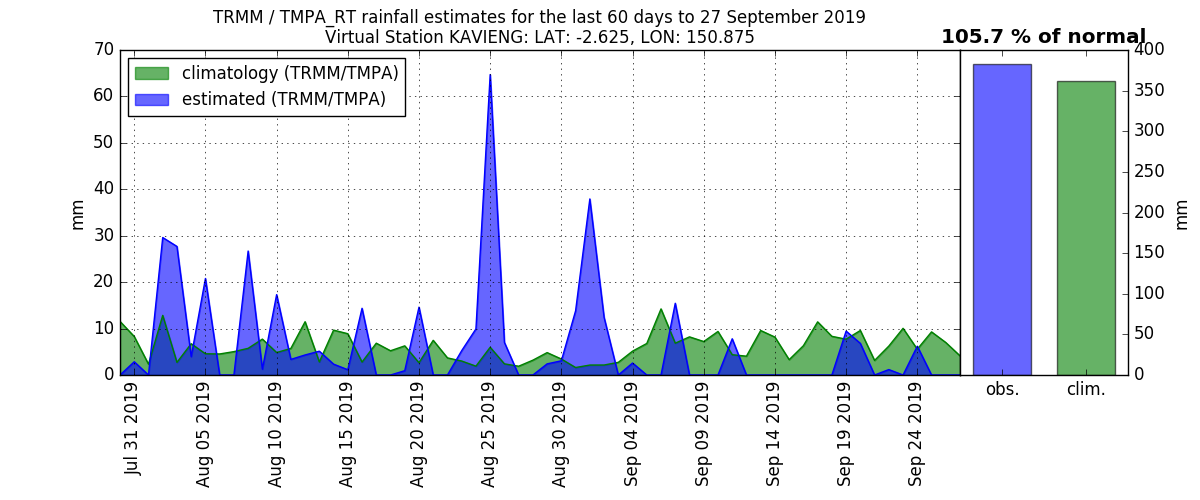 TRMM / TMPA_RT rainfall estimates for the last 60 days to 27 September 2019
Virtual Station KAVIENG: LAT: -2.625, LON: 150.875
105.7 % of normal
climatology (TRMM/TMPA)
estimated (TRMM/TMPA)
70
60
50
40
30
20
10
0
mm
400
350
300
250
200
150
100
50
0
mm
Jul 31 2019
Aug 05 2019
Aug 10 2019
Aug 15 2019
Aug 20 2019
Aug 25 2019
Aug 30 2019
Sep 04 2019
Sep 09 2019
Sep 14 2019
Sep 19 2019
Sep 24 2019
obs.
clim.